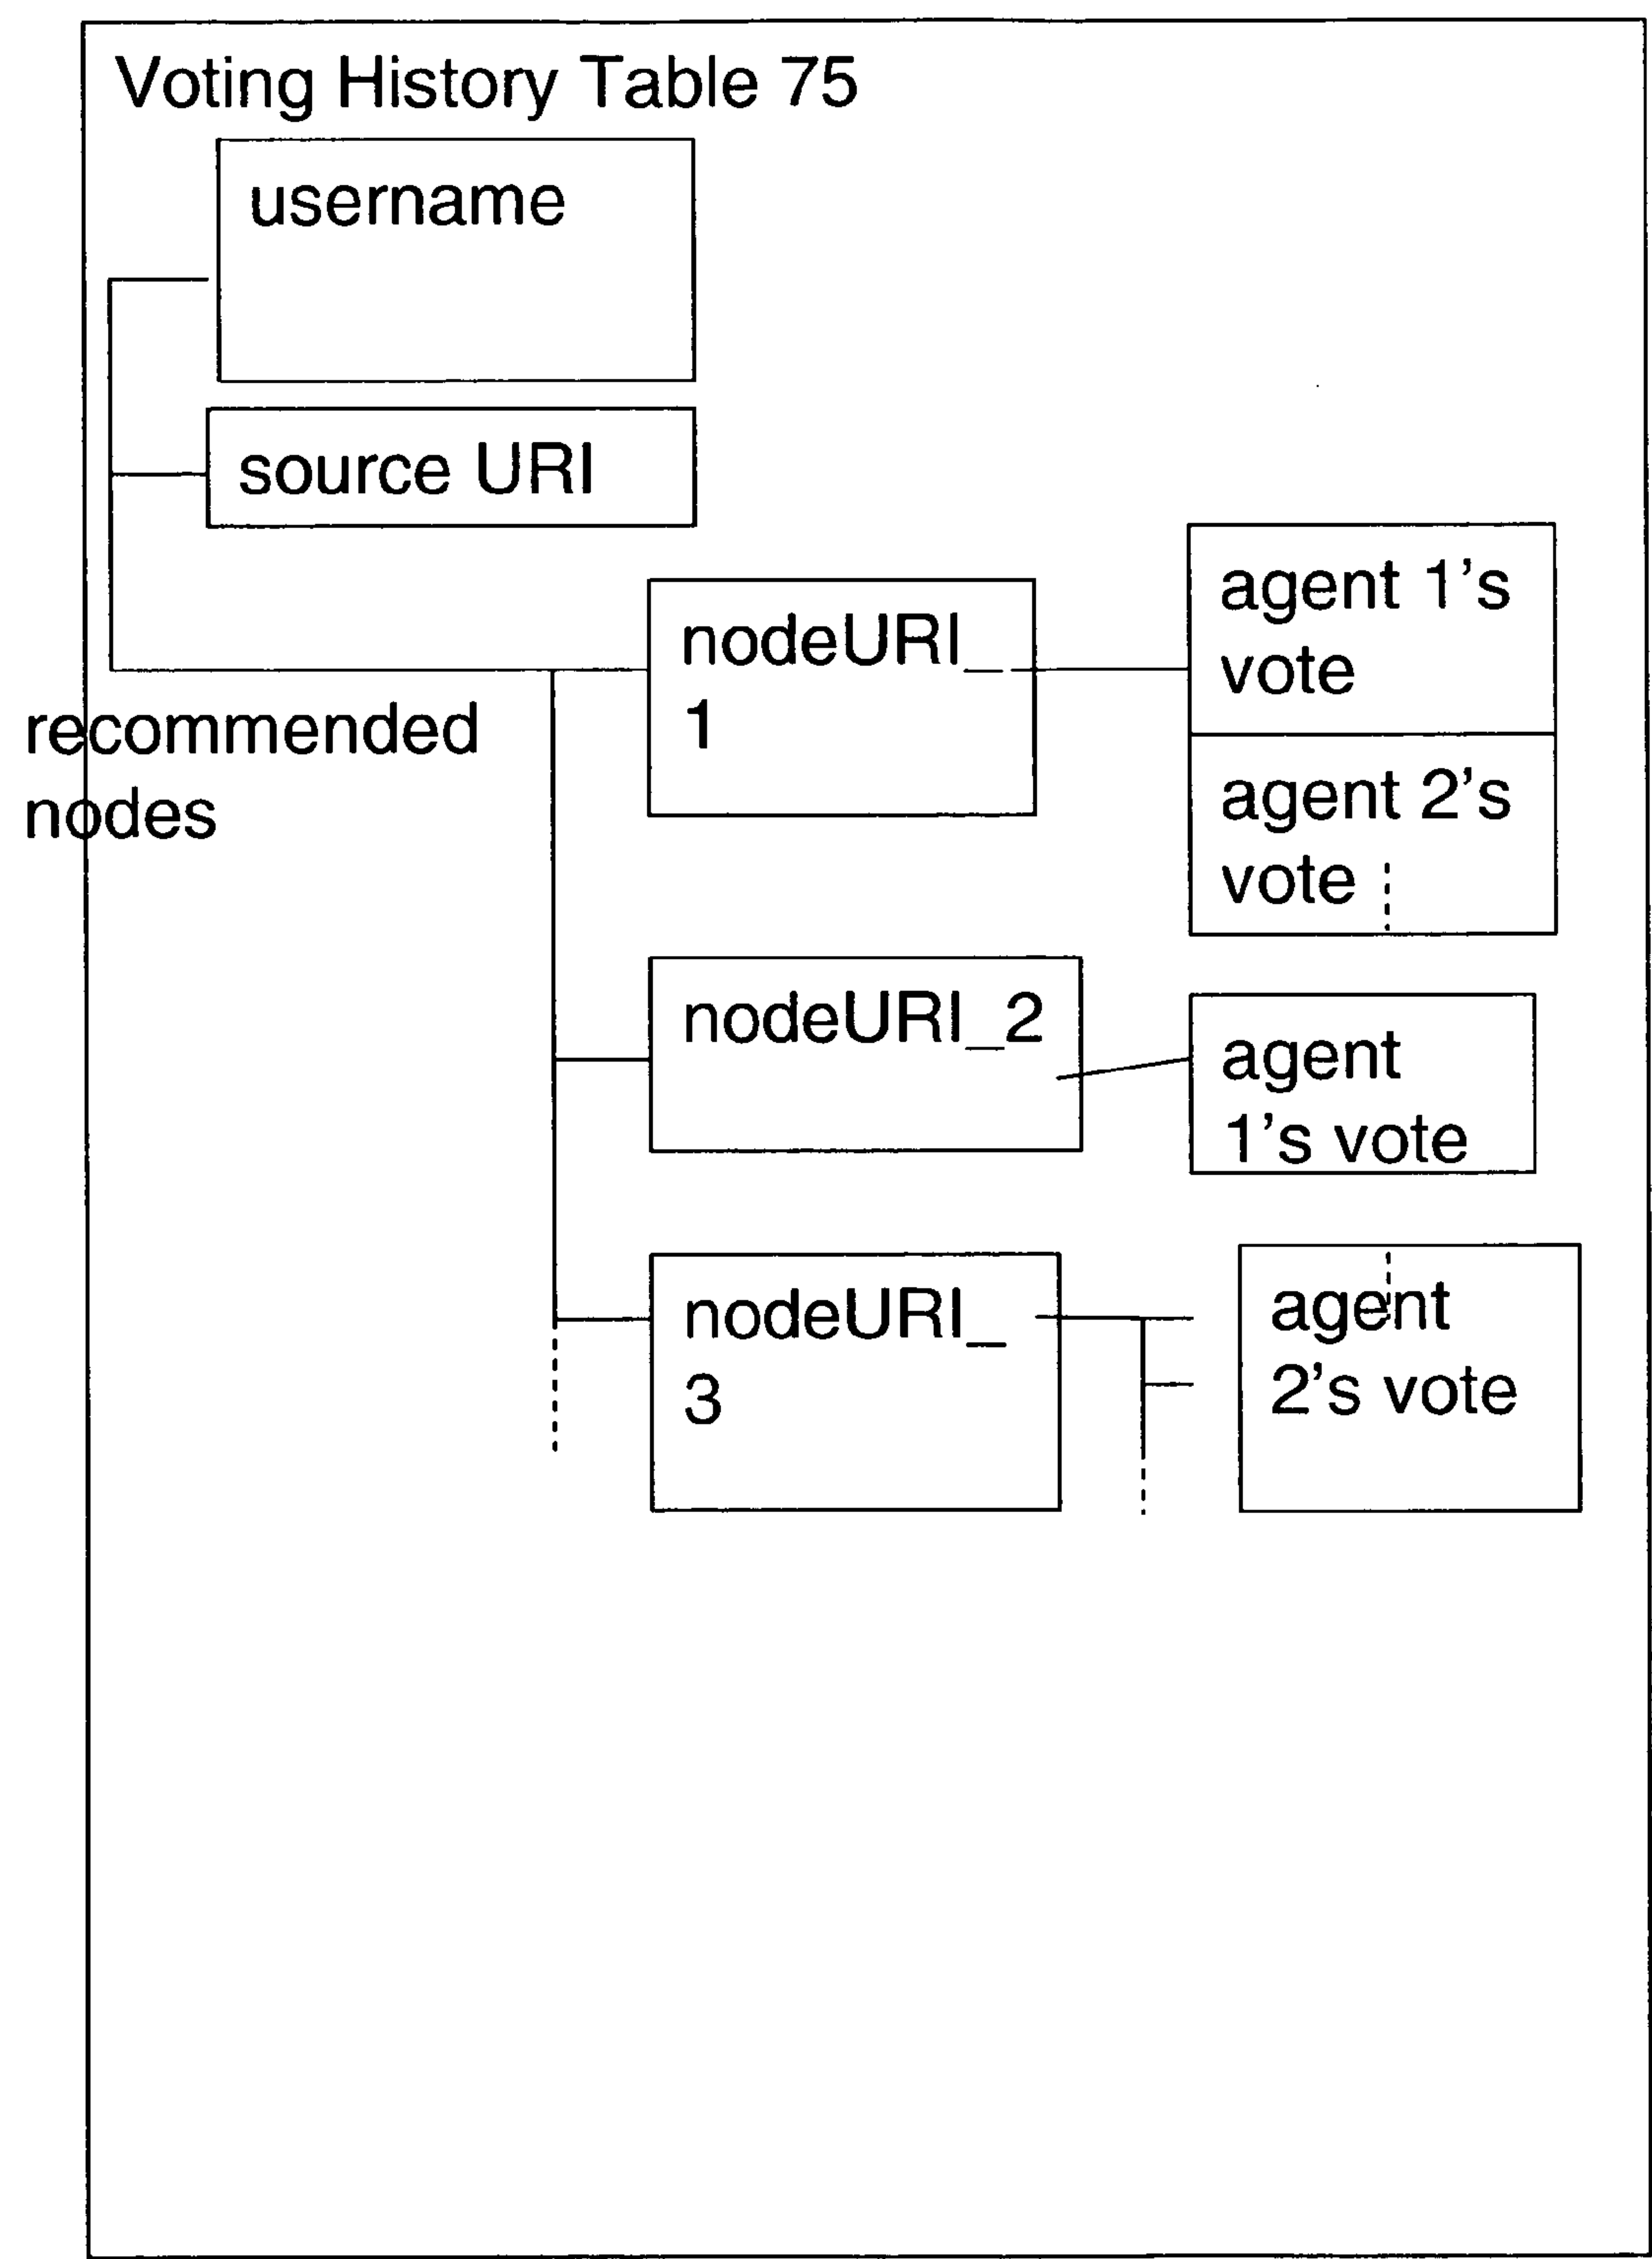 Voting History Table 75
username
source URI
recommended
nodes
nodeURI_
1
agent 1's
vote
agent 2's
vote
nodeURI_2
agent
1's vote
nodeURI_
3
agent
2's vote